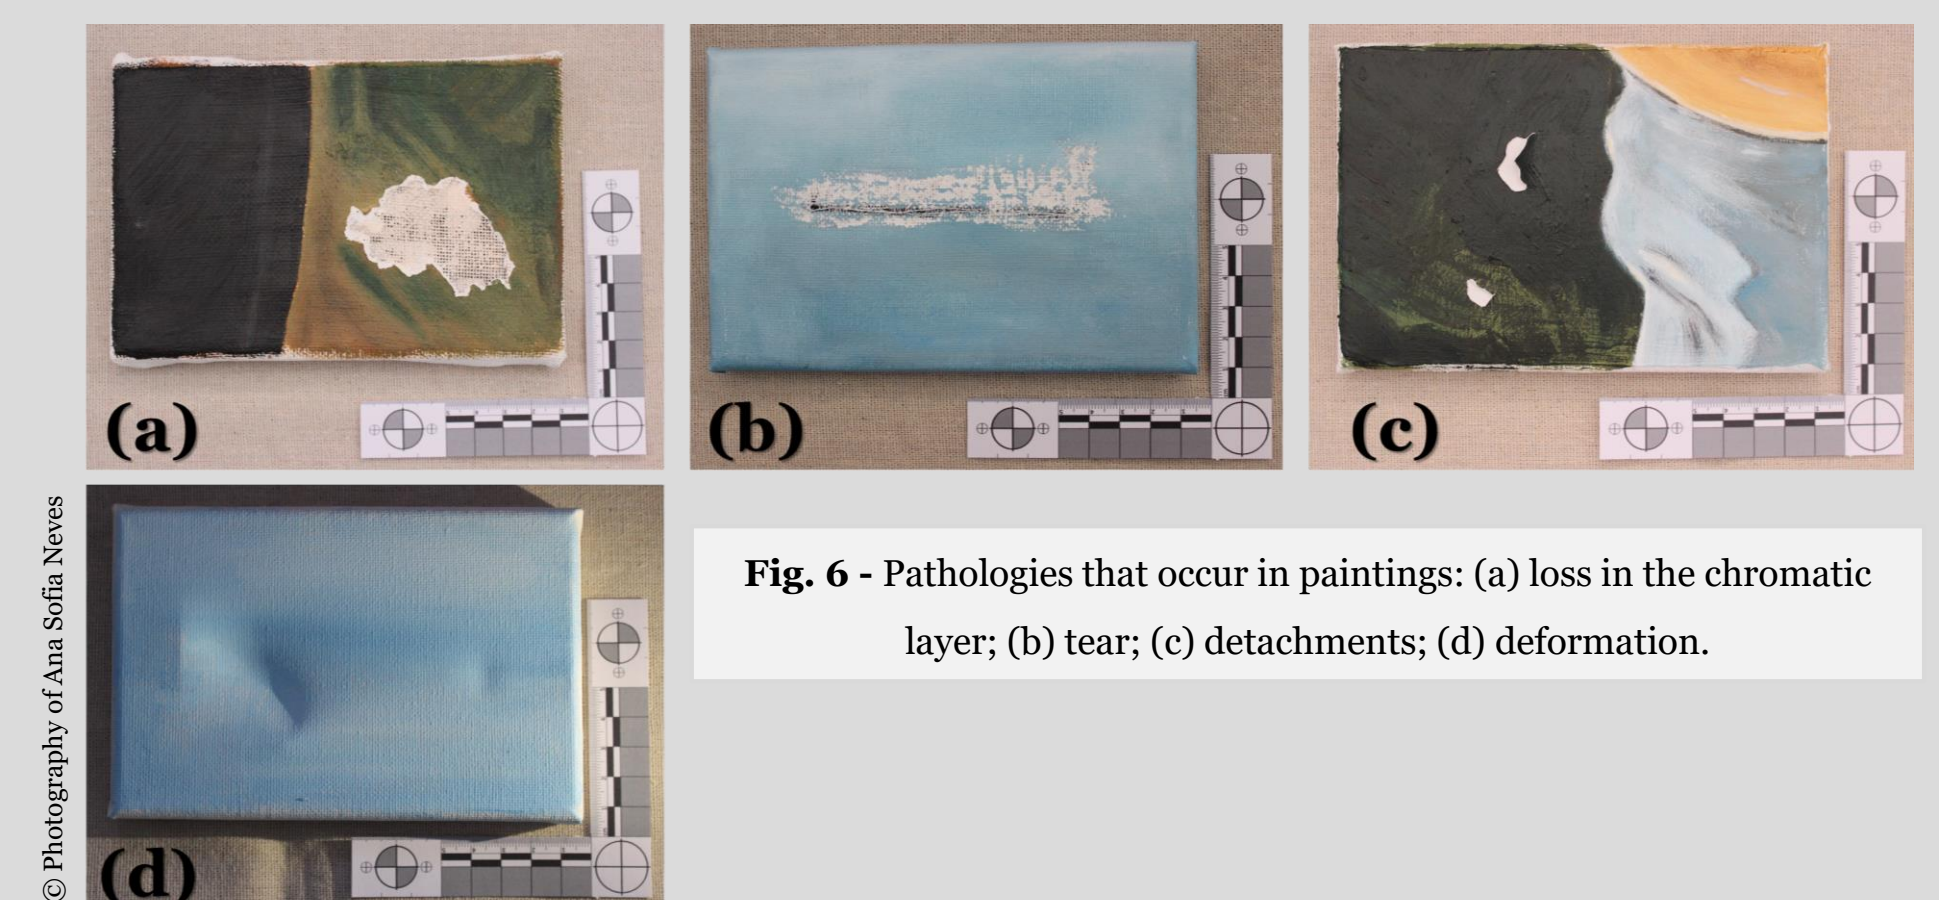 (a)
(b)
(c)
(d)
Fig. 6 - Pathologies that occur in paintings: (a) loss in the chromatic
layer; (b) tear; (c) detachments; (d) deformation.
© Photography of Ana Sofia Neves